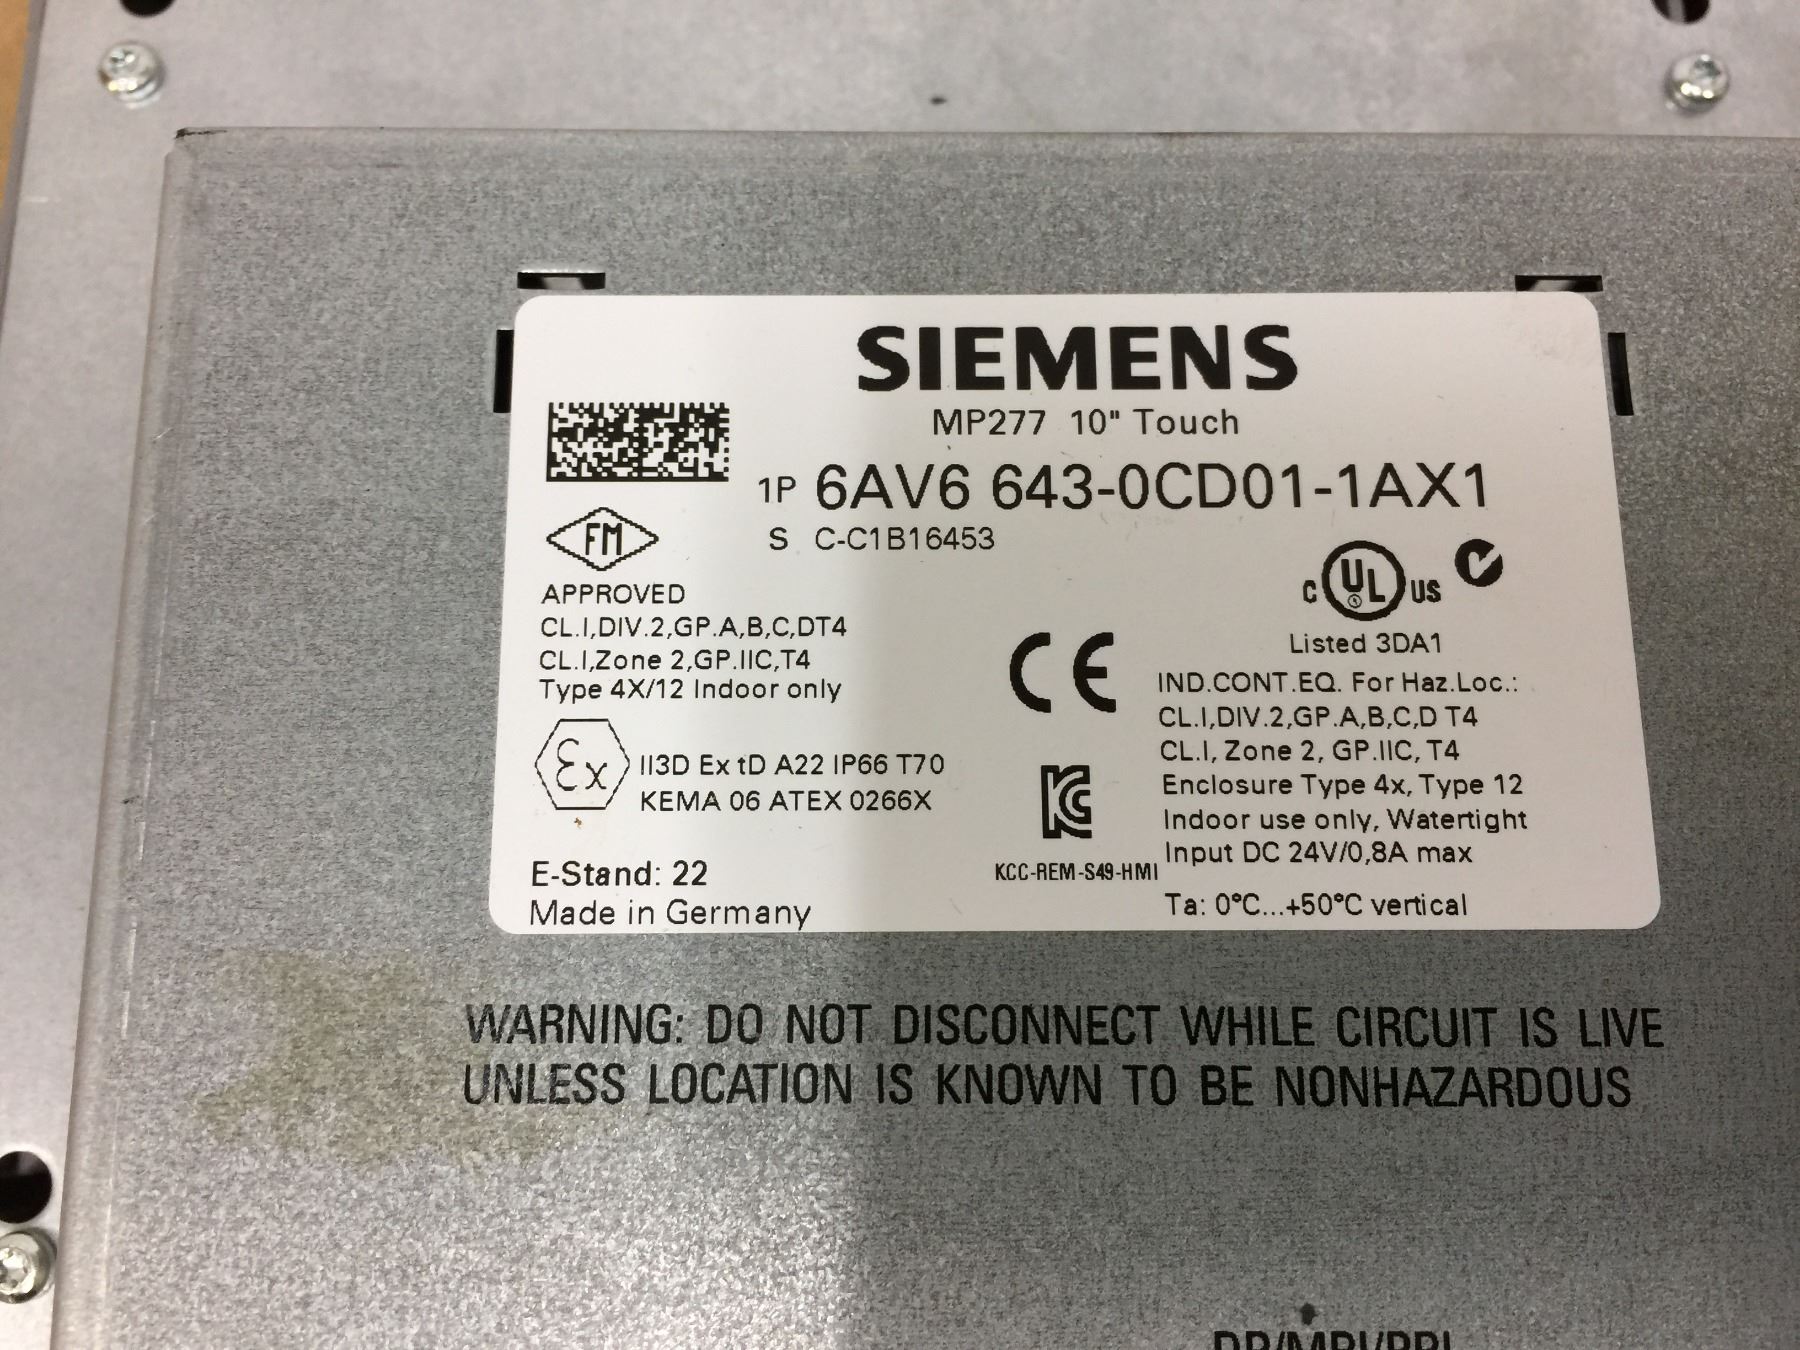 SIEMENS
MP277 10" Touch
1P 6AV6 643-0CD01-1AX1
S C-C1B16453
FM
APPROVED
CL.I,DIV.2,GP.A,B,C,DT4
CL.I,Zone 2,GP.IIC,T4
Type 4X/12 Indoor only
Ex
II3D Ex tD A22 IP66 T70
KEMA 06 ATEX 0266X
E-Stand: 22
Made in Germany
CE
KCC-REM-S49-HMI
C UL US
Listed 3DA1
IND.CONT.EQ. For Haz.Loc.:
CL.I,DIV.2,GP.A,B,C,D T4
CL.I, Zone 2, GP.IIC, T4
Enclosure Type 4x, Type 12
Indoor use only, Watertight
Input DC 24V/0,8A max
Ta: 0°C...+50°C vertical
WARNING: DO NOT DISCONNECT WHILE CIRCUIT IS LIVE
UNLESS LOCATION IS KNOWN TO BE NONHAZARDOUS